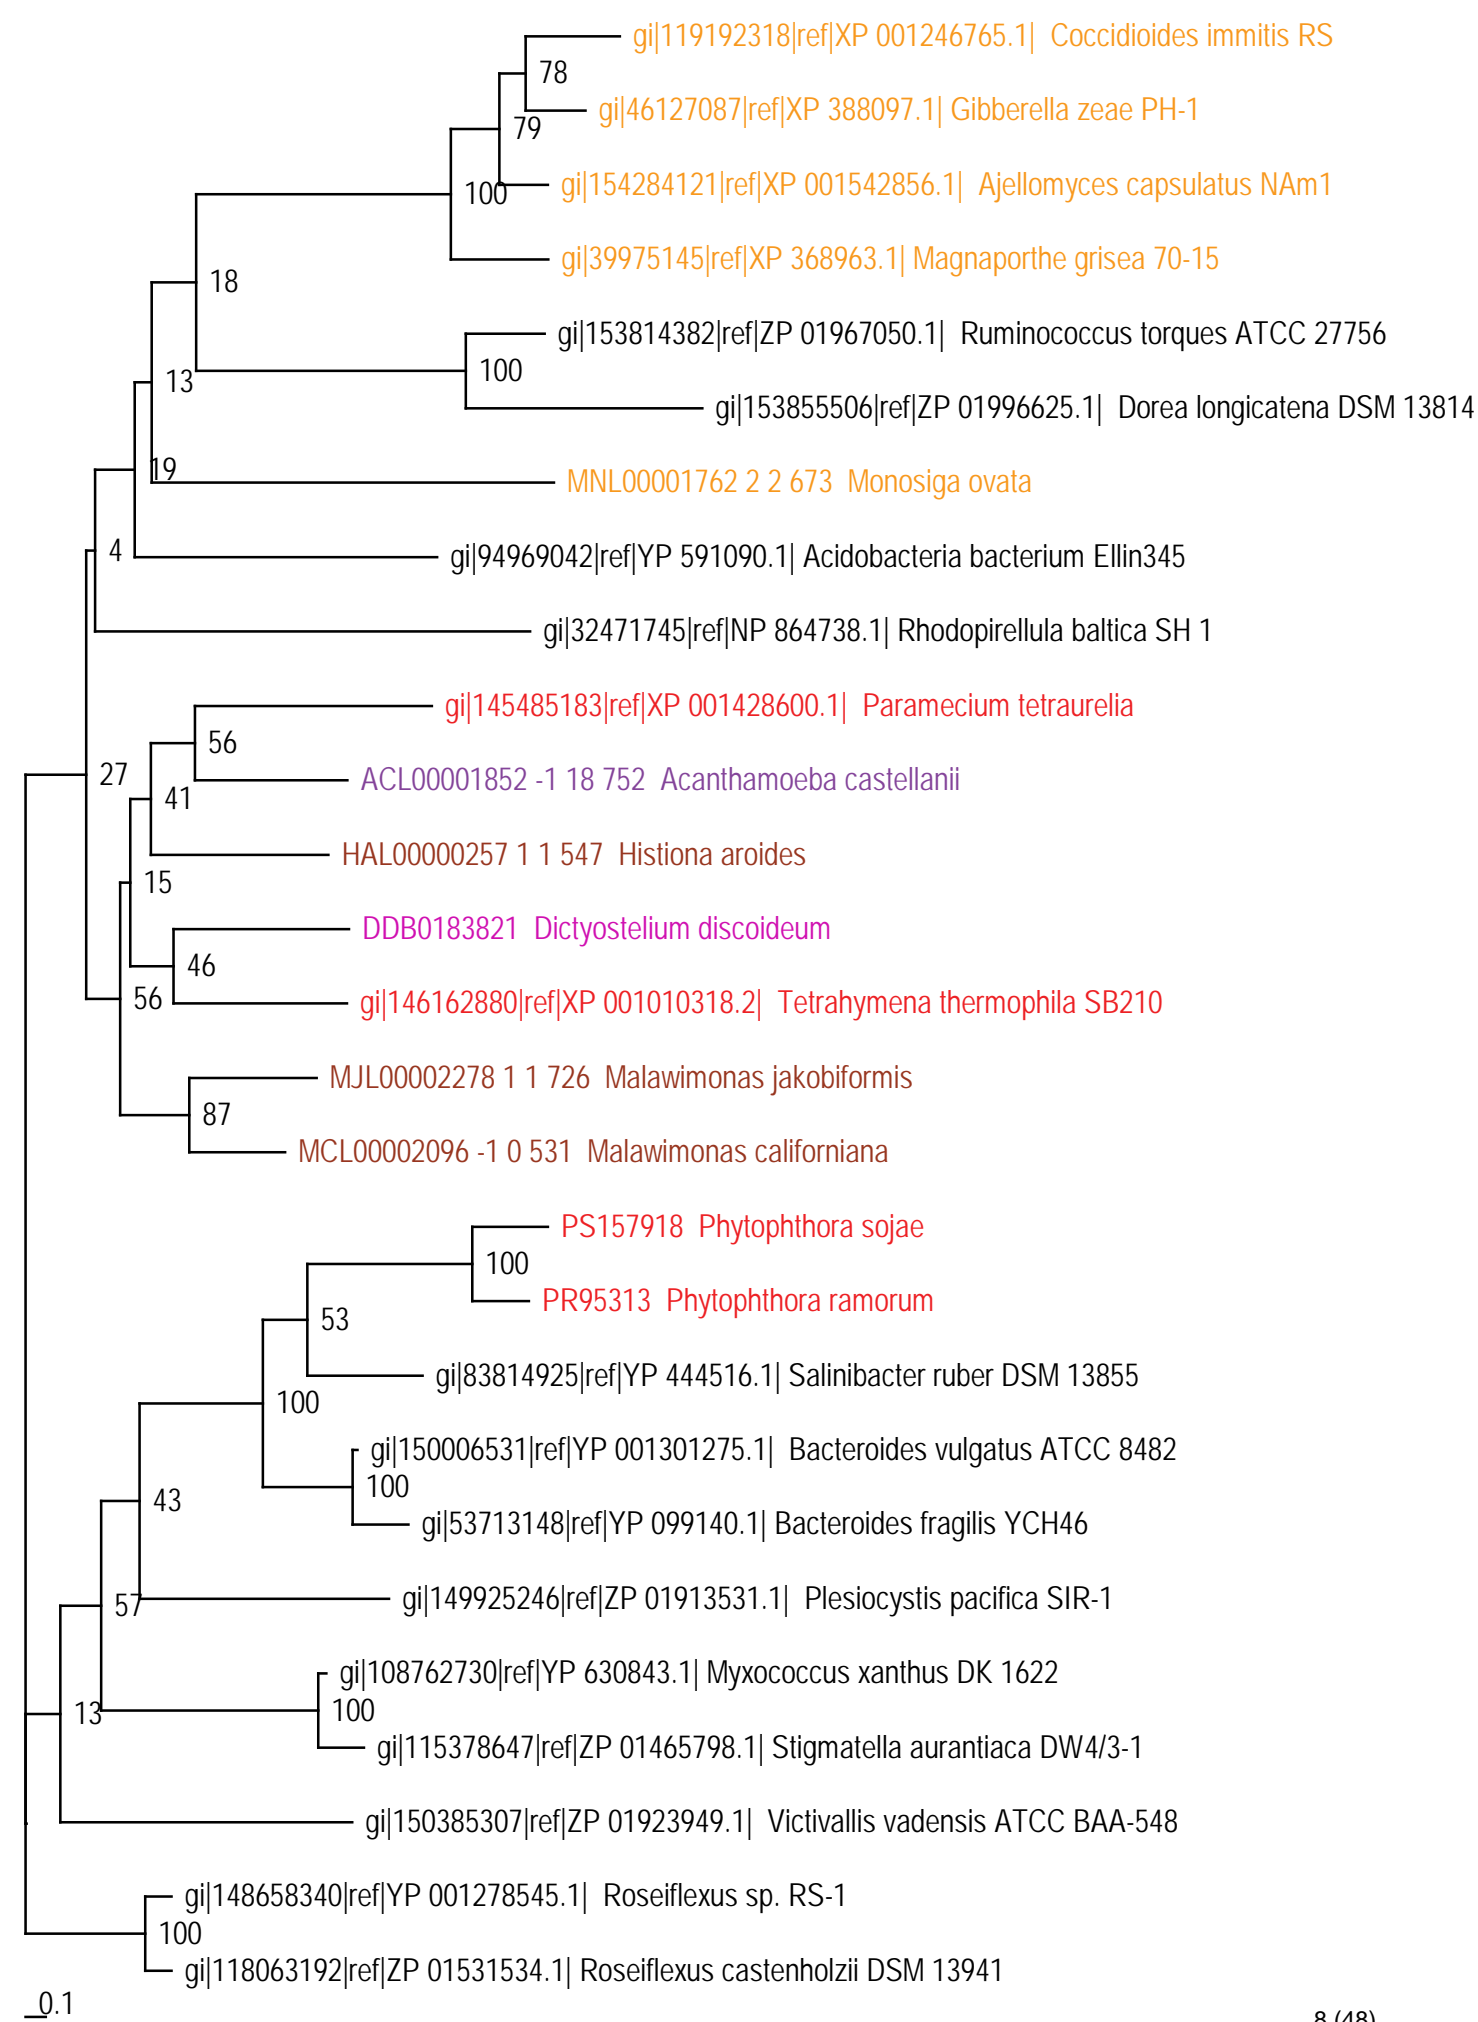 gi|119192318|ref|XP 001246765.1| Coccidioides immitis RS
78
gi|46127087|ref|XP 388097.1| Gibberella zeae PH-1
79
gi|154284121|ref|XP 001542856.1| Ajellomyces capsulatus NAm1
100
gi|39975145|ref|XP 368963.1| Magnaporthe grisea 70-15
18
gi|153814382|ref|ZP 01967050.1| Ruminococcus torques ATCC 27756
100
13
gi|153855506|ref|ZP 01996625.1| Dorea longicatena DSM 13814
19
MNL00001762 2 2 673 Monosiga ovata
4
gi|94969042|ref|YP 591090.1| Acidobacteria bacterium Ellin345
gi|32471745|ref|NP 864738.1| Rhodopirellula baltica SH 1
gi|145485183|ref|XP 001428600.1| Paramecium tetraurelia
56
27
ACL00001852 -1 18 752 Acanthamoeba castellanii
41
HAL00000257 1 1 547 Histiona aroides
15
DDB0183821 Dictyostelium discoideum
46
56
gi|146162880|ref|XP 001010318.2| Tetrahymena thermophila SB210
MJL00002278 1 1 726 Malawimonas jakobiformis
87
MCL00002096 -1 0 531 Malawimonas californiana
PS157918 Phytophthora sojae
100
PR95313 Phytophthora ramorum
53
gi|83814925|ref|YP 444516.1| Salinibacter ruber DSM 13855
100
gi|150006531|ref|YP 001301275.1| Bacteroides vulgatus ATCC 8482
100
43
gi|53713148|ref|YP 099140.1| Bacteroides fragilis YCH46
57
gi|149925246|ref|ZP 01913531.1| Plesiocystis pacifica SIR-1
gi|108762730|ref|YP 630843.1| Myxococcus xanthus DK 1622
100
13
gi|115378647|ref|ZP 01465798.1| Stigmatella aurantiaca DW4/3-1
gi|150385307|ref|ZP 01923949.1| Victivallis vadensis ATCC BAA-548
gi|148658340|ref|YP 001278545.1| Roseiflexus sp. RS-1
100
gi|118063192|ref|ZP 01531534.1| Roseiflexus castenholzii DSM 13941
0.1
8 (48)